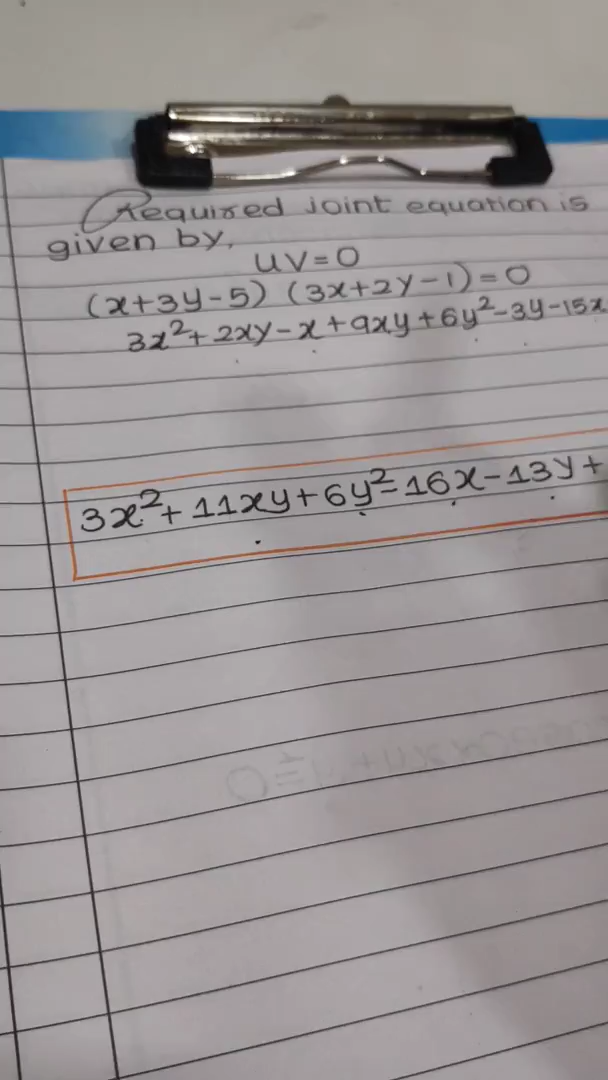 Required joint equation is
given by,
UV=0
(x+3y-5) (3x+2y-1)=0
3x²+2xy-x+9xy+6y²-3y-15x
3x²+11xy+6y²-16x-13y+